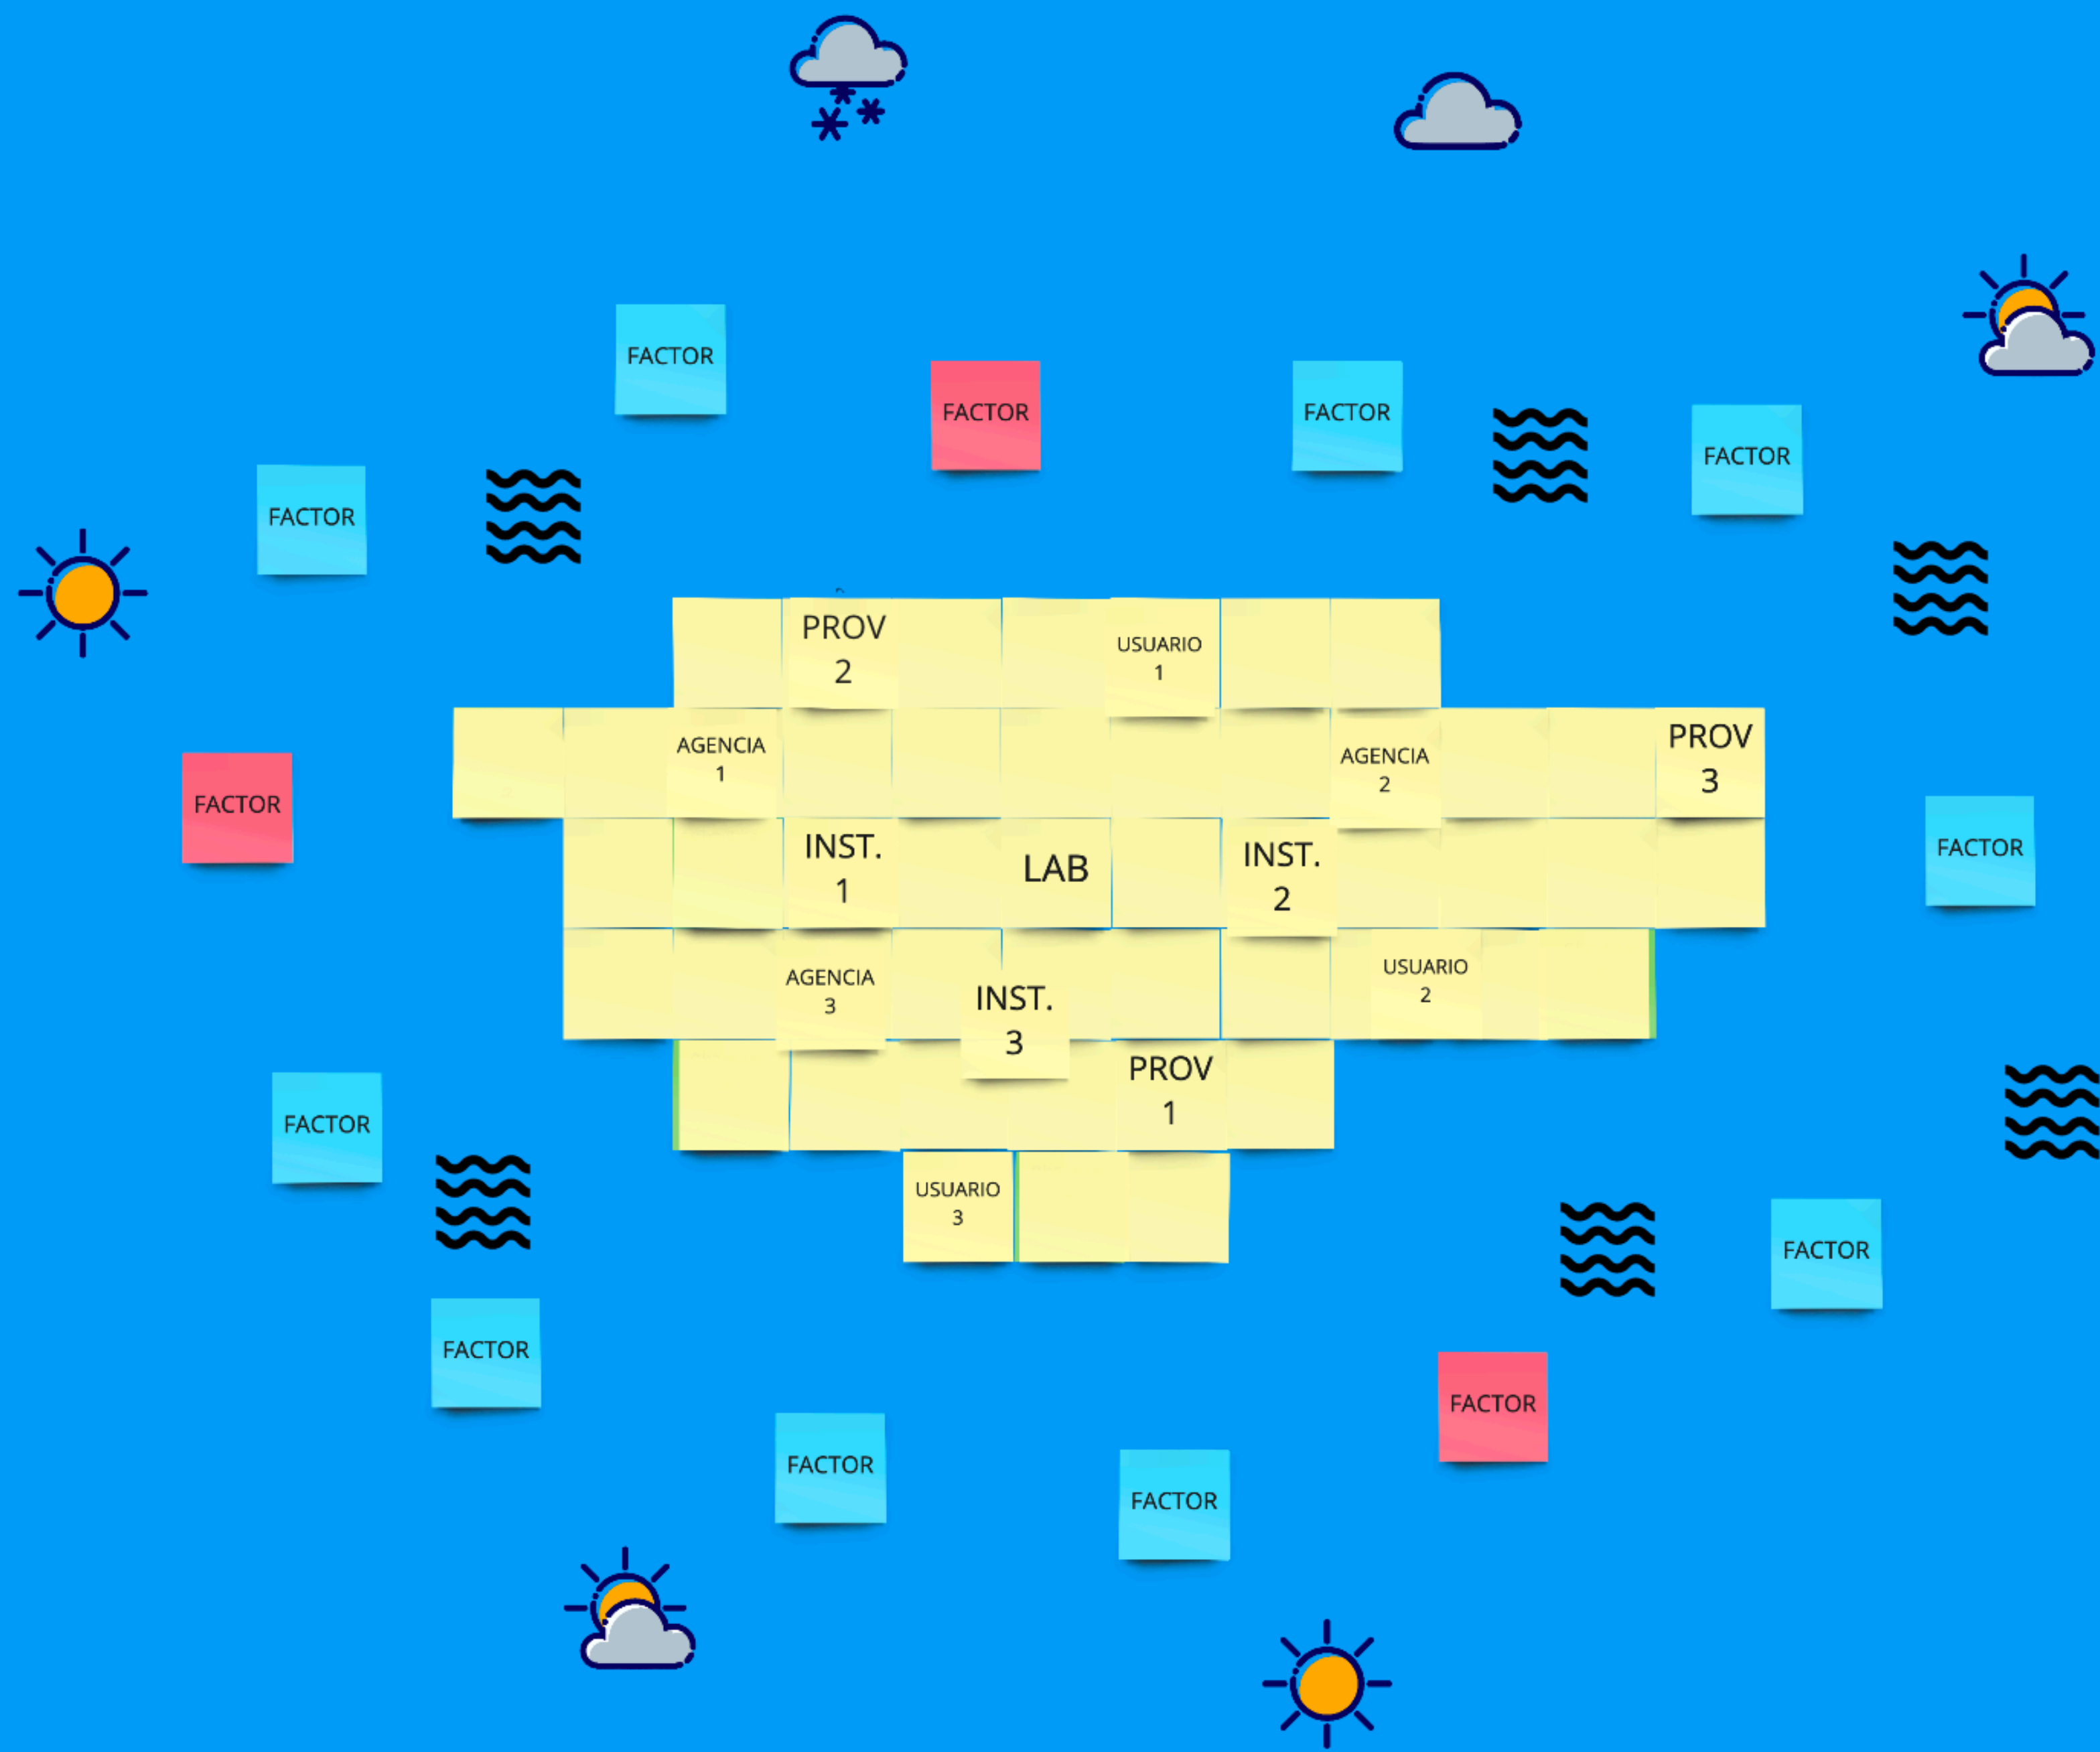 FACTOR
FACTOR
FACTOR
FACTOR
FACTOR
PROV
2
USUARIO
1
AGENCIA
1
AGENCIA
2
PROV
3
FACTOR
INST.
1
LAB
INST.
2
FACTOR
AGENCIA
3
INST.
3
USUARIO
2
PROV
1
FACTOR
USUARIO
3
FACTOR
FACTOR
FACTOR
FACTOR
FACTOR